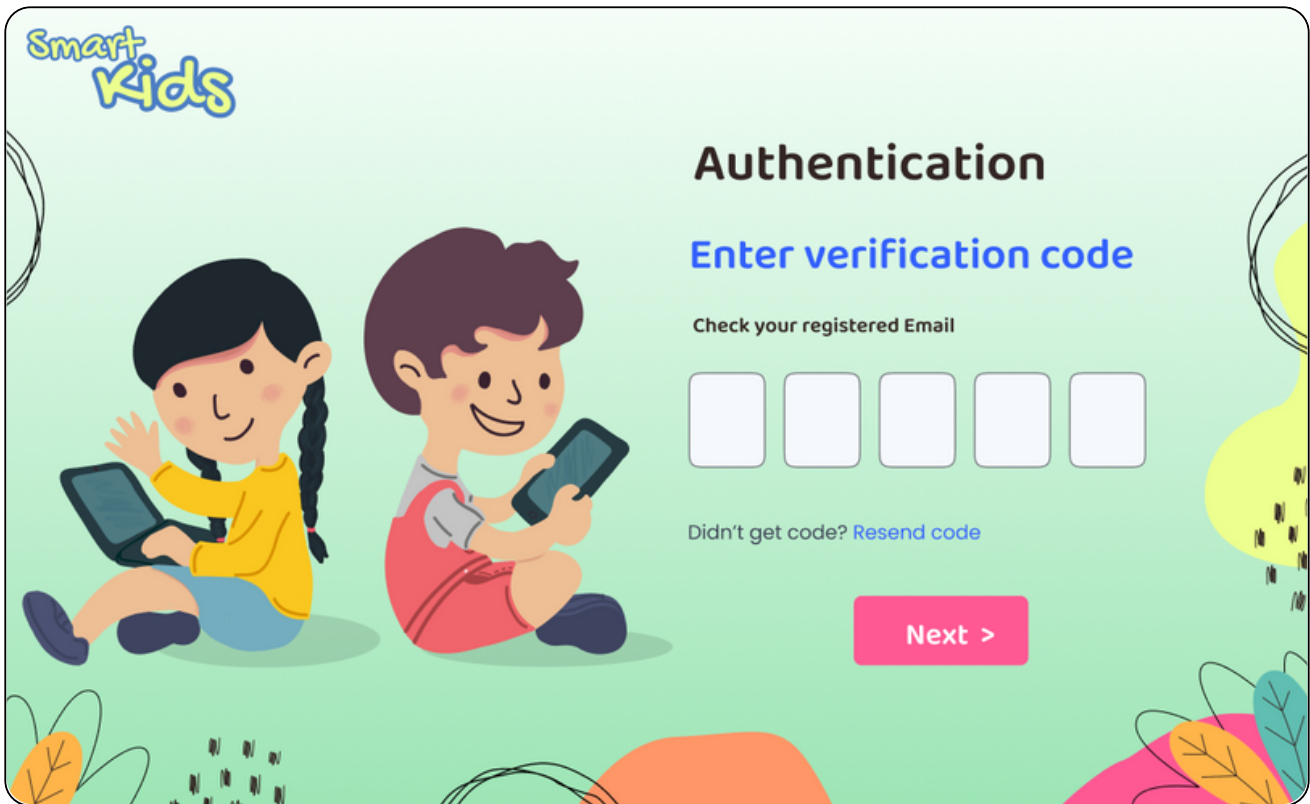 Smart
Kids
Authentication
Enter verification code
Check your registered Email
Didn't get code? Resend code
Next >